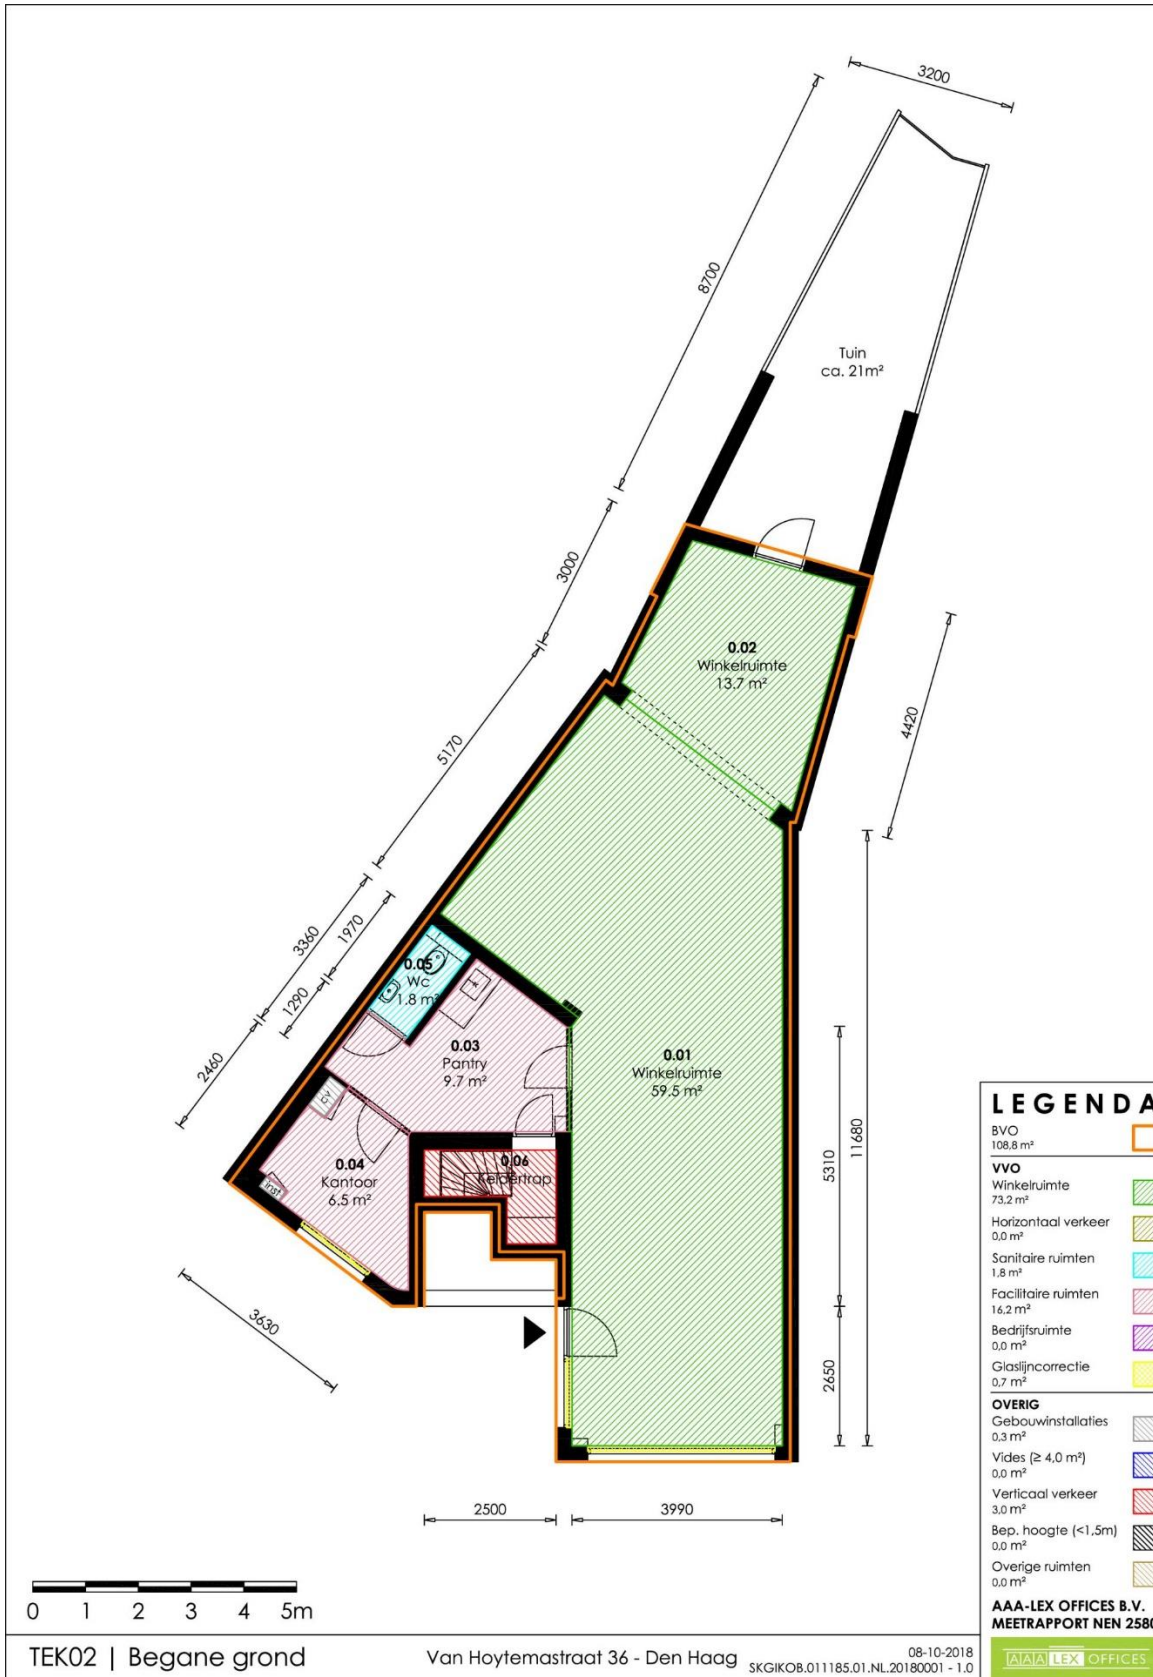 3200
8700
Tuin
ca. 21m²
3000
0.02
Winkelruimte
13.7 m²
4420
5170
3360
1970
1290
2460
0.05
Wc
1.8 m²
0.03
Pantry
9.7 m²
0.01
Winkelruimte
59.5 m²
CV
0.04
Kantoor
6.5 m²
Inst
0.06
Keldertrap
5310
11680
2650
3630
2500
3990
LEGENDA
BVO
108,8 m²
VVO
Winkelruimte
73,2 m²
Horizontaal verkeer
0,0 m²
Sanitaire ruimten
1,8 m²
Facilitaire ruimten
16,2 m²
Bedrijfsruimte
0,0 m²
Glaslijncorrectie
0,7 m²
OVERIG
Gebouwinstallaties
0,3 m²
Vides (≥ 4,0 m²)
0,0 m²
Verticaal verkeer
3,0 m²
Bep. hoogte (<1,5m)
0,0 m²
Overige ruimten
0,0 m²
AAA-LEX OFFICES B.V.
MEETRAPPORT NEN 2580
AAA LEX OFFICES
0 1 2 3 4 5m
TEK02 | Begane grond
Van Hoytemastraat 36 - Den Haag
08-10-2018
SKGIKOB.011185.01.NL.20180001 - 1.0